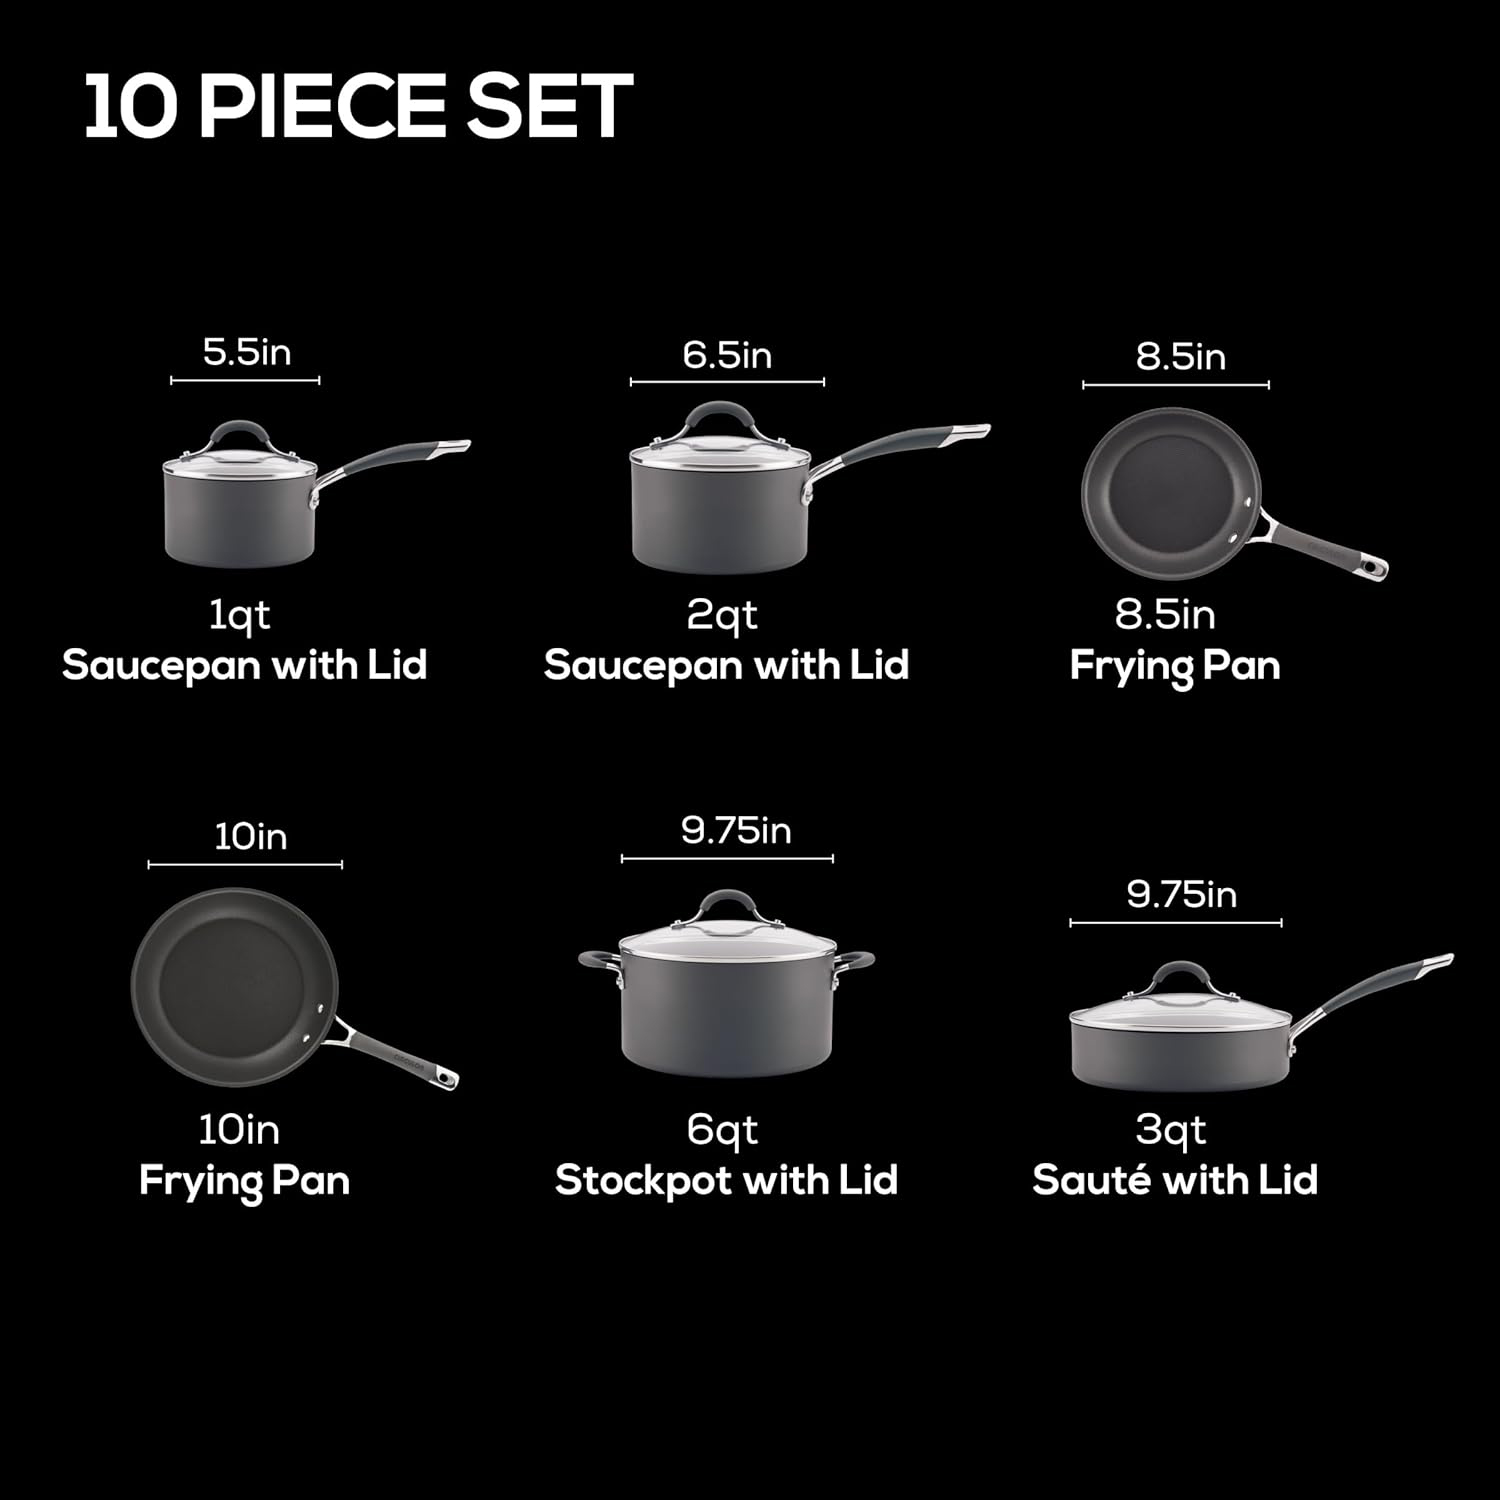 10 PIECE SET
5.5in
6.5in
8.5in
1qt
Saucepan with Lid
2qt
Saucepan with Lid
8.5in
Frying Pan
10in
9.75in
9.75in
10in
Frying Pan
6qt
Stockpot with Lid
3qt
Sauté with Lid